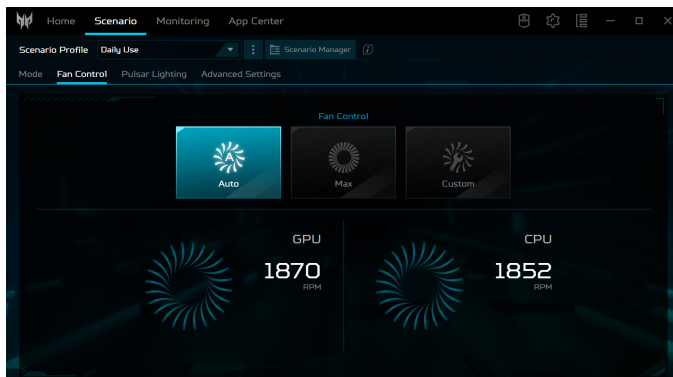 Home Scenario Monitoring App Center
Scenario Profile Daily Use Scenario Manager i
Mode Fan Control Pulsar Lighting Advanced Settings
Fan Control
A
Auto Max Custom
GPU CPU
1870 1852
RPM RPM